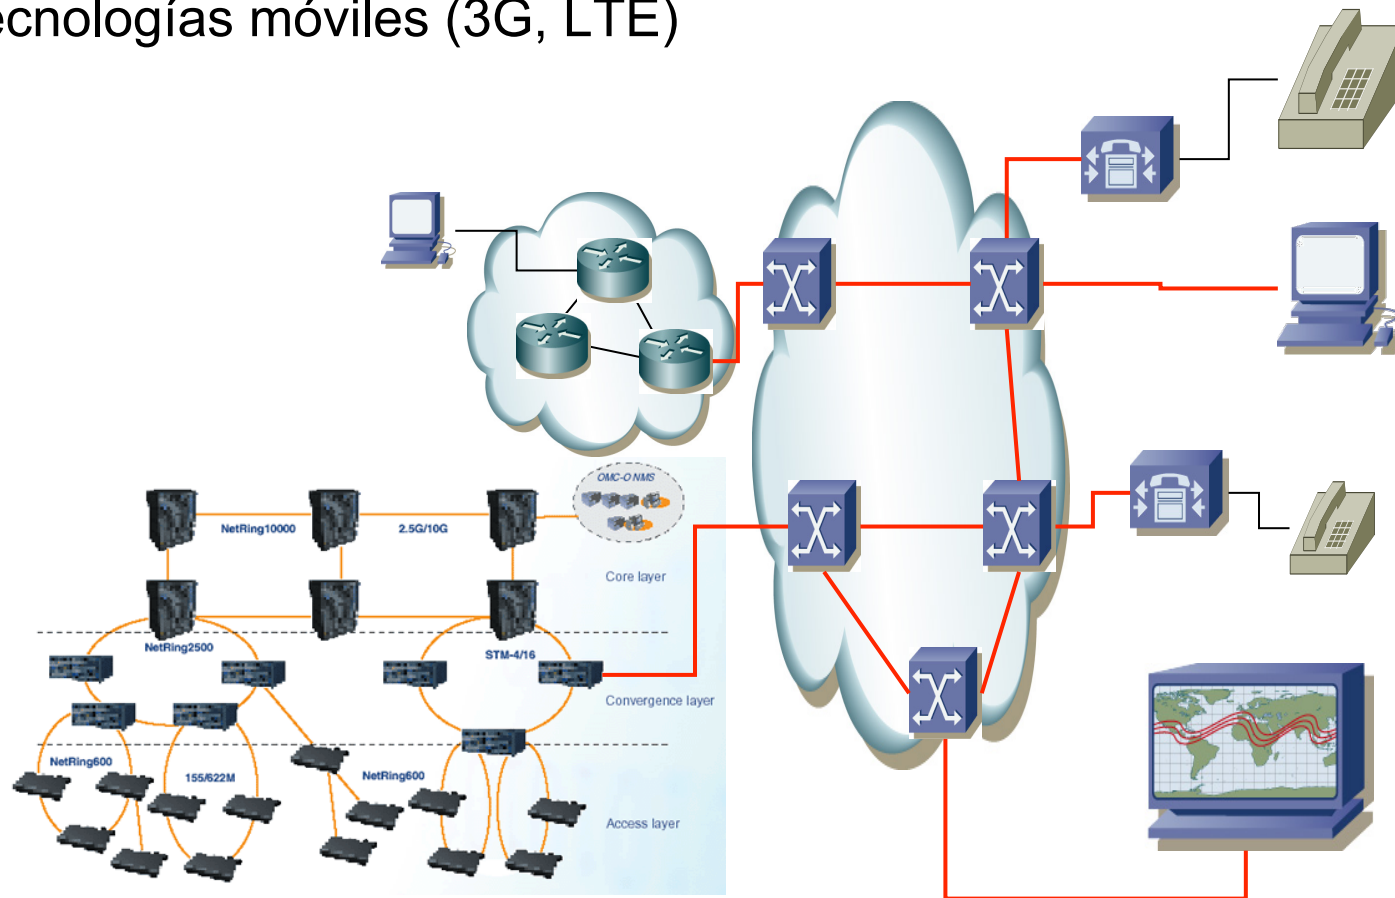 ecnologías móviles (3G, LTE)
OMC-O NMS
NetRing10000
2.5G/10G
Core layer
NetRing2500
STM-4/16
Convergence layer
NetRing600
155/622M
NetRing600
Access layer